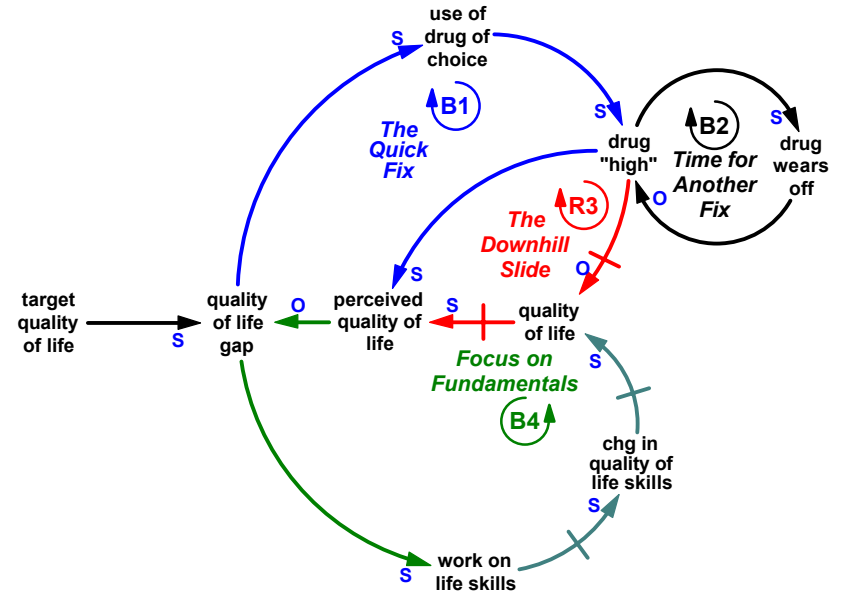 use of
drug of
choice
S
B1
The
Quick
Fix
S
drug
"high"
B2
Time for
Another
Fix
S
drug
wears
off
O
R3
The
Downhill
Slide
O
S
target
quality
of life
S
quality
of life
gap
O
perceived
quality of
life
S
quality
of life
S
Focus on
Fundamentals
B4
chg in
quality of
life skills
S
work on
life skills
S